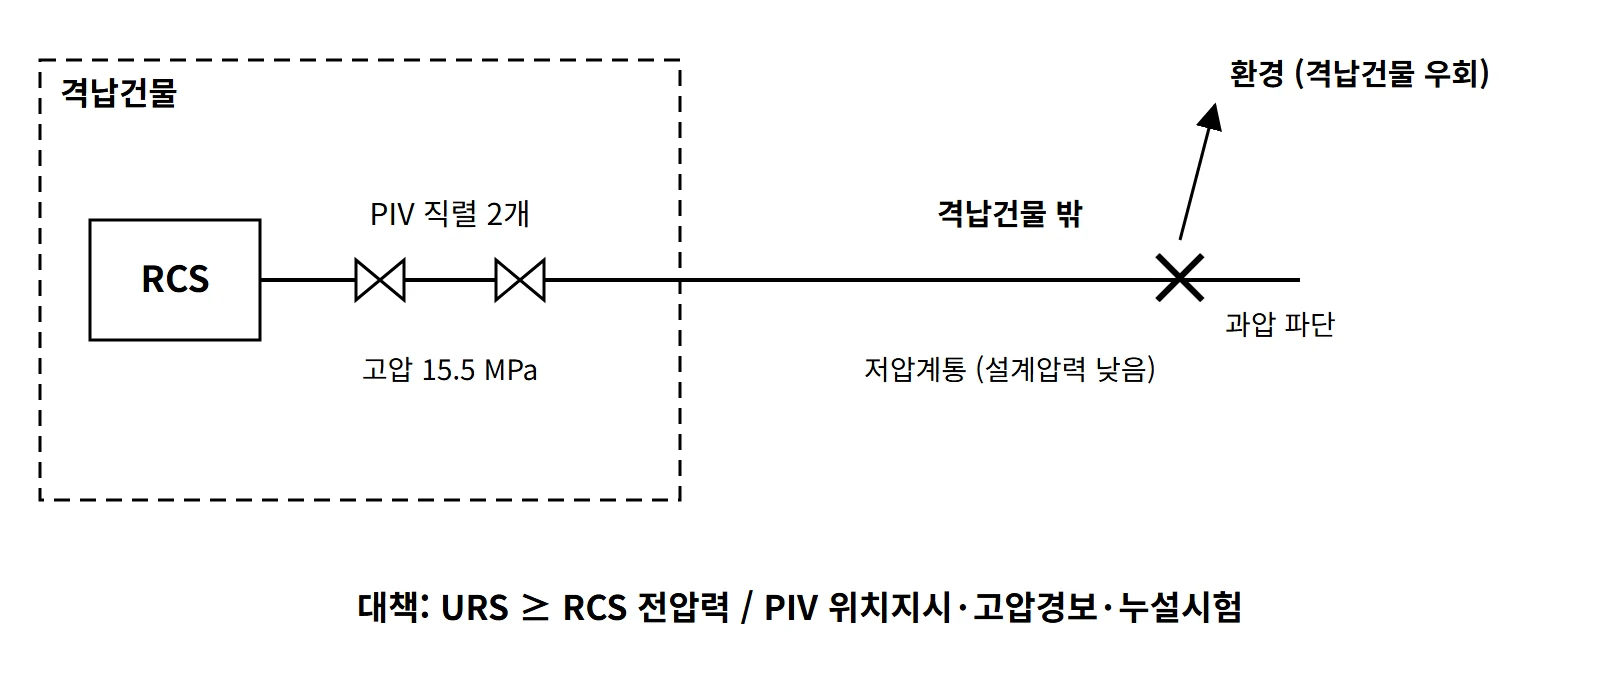 격납건물
환경 (격납건물 우회)
PIV 직렬 2개
격납건물 밖
RCS
과압 파단
고압 15.5 MPa
저압계통 (설계압력 낮음)
대책: URS ≥ RCS 전압력 / PIV 위치지시·고압경보·누설시험